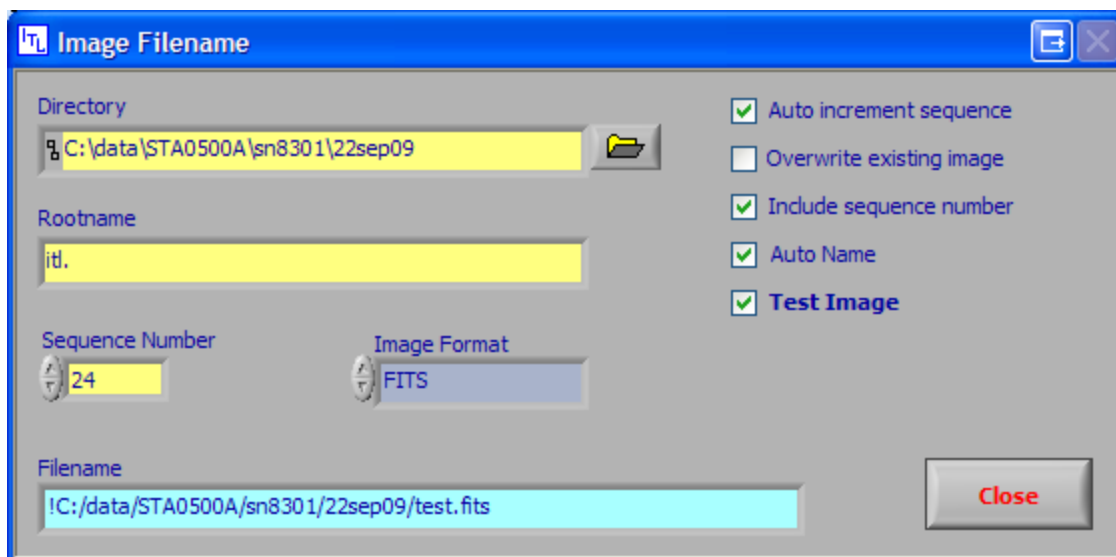 ITL Image Filename
Directory
C:\data\STA0500A\sn8301\22sep09
Rootname
itl.
Sequence Number
24
Image Format
FITS
Auto increment sequence
Overwrite existing image
Include sequence number
Auto Name
Test Image
Filename
!C:/data/STA0500A/sn8301/22sep09/test.fits
Close